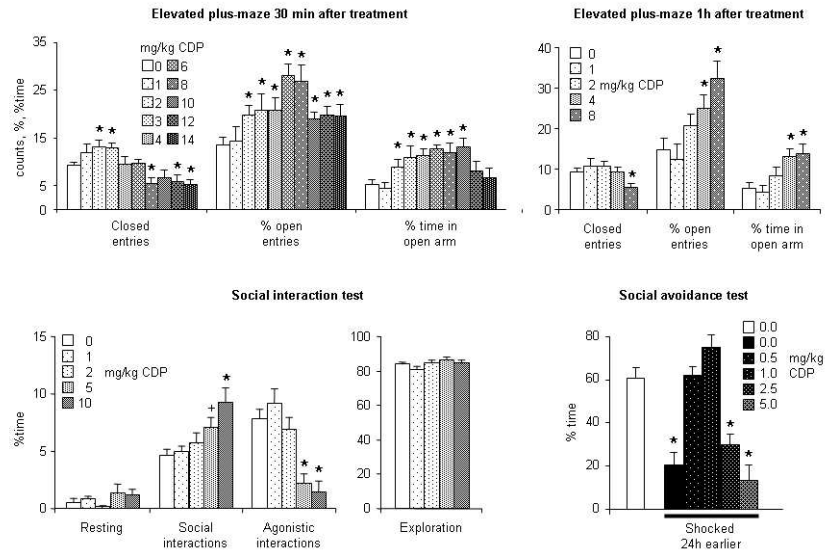 Elevated plus-maze 30 min after treatment
counts, %, %time
35
25
15
5
0
mg/kg CDP
0 6
1 8
2 10
3 12
4 14
* * * * * *
* * * * * * * * *
* * * * * * *
Closed entries
% open entries
% time in open arm
Elevated plus-maze 1h after treatment
40
30
20
10
0
0
1
2 mg/kg CDP
4
8
*
* *
* *
Closed entries
% open entries
% time in open arm
Social interaction test
%time
15
10
5
0
0
1
2 mg/kg CDP
5
10
+ *
* *
Resting
Social interactions
Agonistic interactions
100
80
60
40
20
0
Exploration
Social avoidance test
% time
80
60
40
20
0
0.0
0.0
0.5 mg/kg
1.0 CDP
2.5
5.0
* * *
Shocked
24h earlier